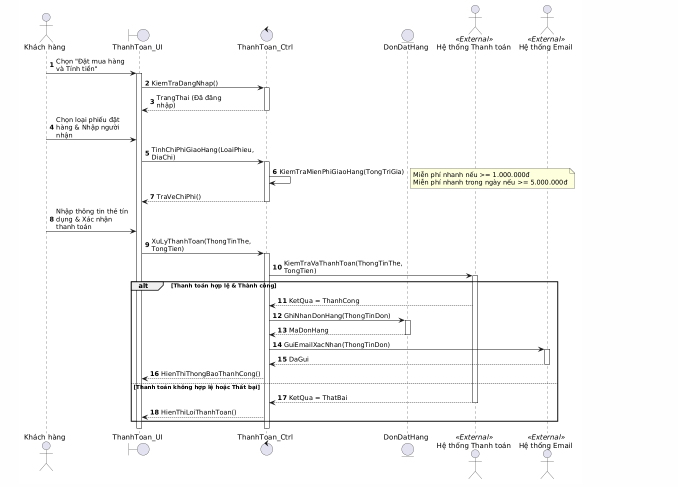 Khách hàng
ThanhToan_UI
ThanhToan_Ctrl
DonDatHang
«External»
Hệ thống Thanh toán
«External»
Hệ thống Email
1 Chọn "Đặt mua hàng
và Tính tiền"
2 KiemTraDangNhap()
3 TrangThai (Đã đăng
nhập)
Chọn loại phiếu đặt
4 hàng & Nhập người
nhận
5 TinhChiPhiGiaoHang(LoaiPhieu,
DiaChi)
6 KiemTraMienPhiGiaoHang(TongTriGia)
Miễn phí nhanh nếu >= 1.000.000đ
Miễn phí nhanh trong ngày nếu >= 5.000.000đ
7 TraVeChiPhi()
Nhập thông tin thẻ tín
8 dụng & Xác nhận
thanh toán
9 XuLyThanhToan(ThongTinThe,
TongTien)
10 KiemTraVaThanhToan(ThongTinThe,
TongTien)
alt [Thanh toán hợp lệ & Thành công]
11 KetQua = ThanhCong
12 GhiNhanDonHang(ThongTinDon)
13 MaDonHang
14 GuiEmailXacNhan(ThongTinDon)
15 DaGui
16 HienThiThongBaoThanhCong()
[Thanh toán không hợp lệ hoặc Thất bại]
17 KetQua = ThatBai
18 HienThiLoiThanhToan()
Khách hàng
ThanhToan_UI
ThanhToan_Ctrl
DonDatHang
«External»
Hệ thống Thanh toán
«External»
Hệ thống Email